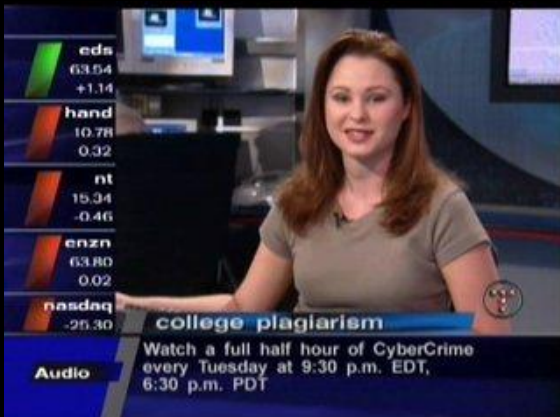 eds
63.54
+1.14
hand
10.78
0.32
nt
15.34
-0.46
enzn
63.80
0.02
nasdaq
-25.30
college plagiarism
Audio
Watch a full half hour of CyberCrime
every Tuesday at 9:30 p.m. EDT,
6:30 p.m. PDT